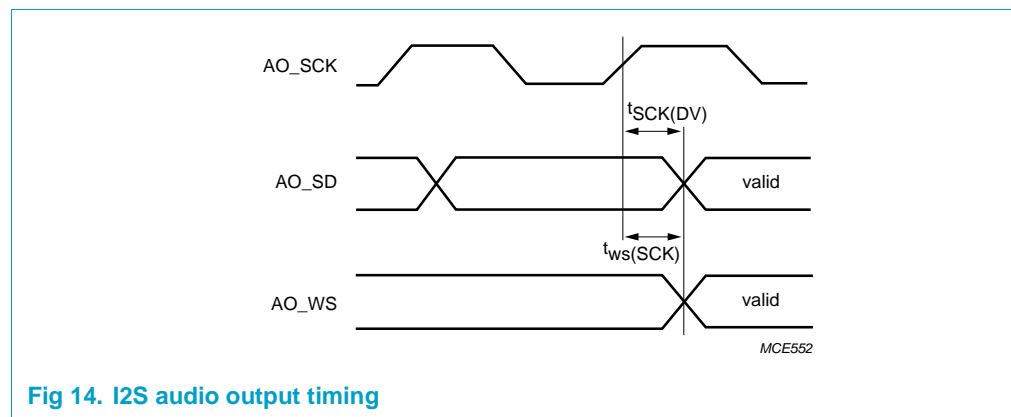 AO_SCK
tSCK(DV)
AO_SD
valid
tws(SCK)
AO_WS
valid
MCE552
Fig 14. I2S audio output timing